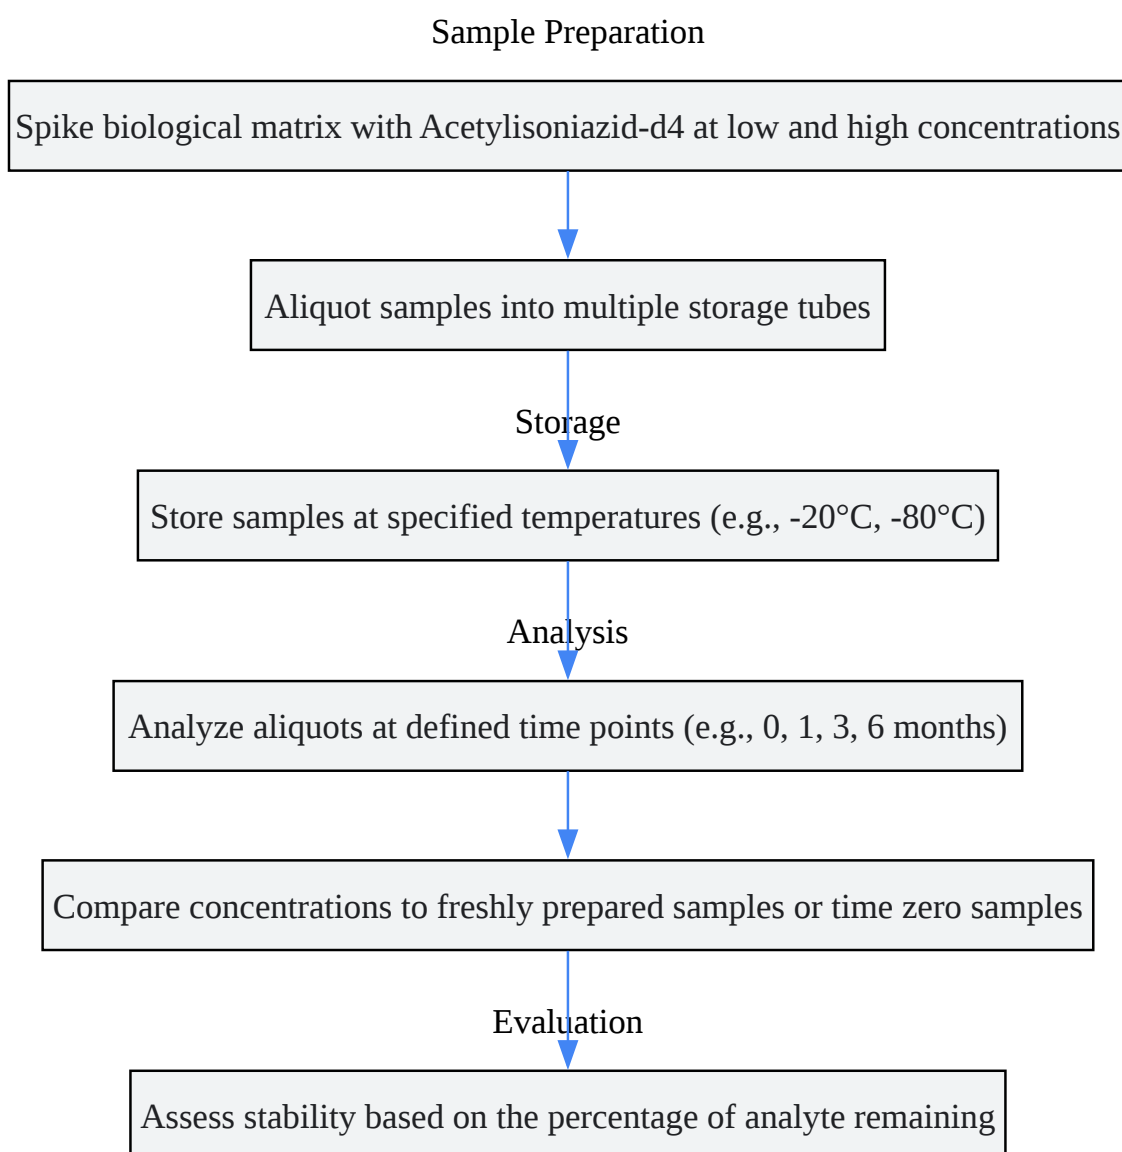 Sample Preparation
Spike biological matrix with Acetylisoniazid-d4 at low and high concentrations
Aliquot samples into multiple storage tubes
Storage
Store samples at specified temperatures (e.g., -20°C, -80°C)
Analysis
Analyze aliquots at defined time points (e.g., 0, 1, 3, 6 months)
Compare concentrations to freshly prepared samples or time zero samples
Evaluation
Assess stability based on the percentage of analyte remaining